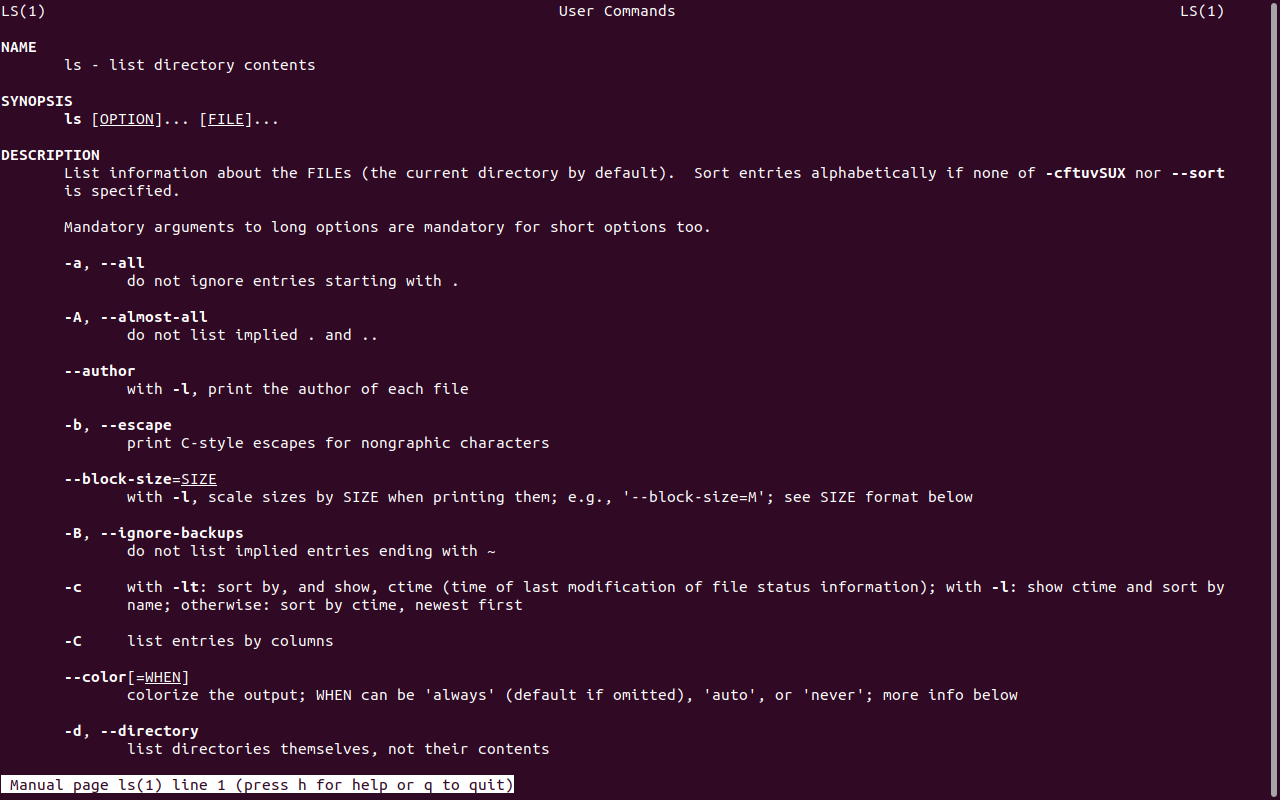 LS(1) User Commands LS(1)
NAME
ls - list directory contents
SYNOPSIS
ls [OPTION]... [FILE]...
DESCRIPTION
List information about the FILEs (the current directory by default).  Sort entries alphabetically if none of -cftuvSUX nor --sort
is specified.
Mandatory arguments to long options are mandatory for short options too.
-a, --all
do not ignore entries starting with .
-A, --almost-all
do not list implied . and ..
--author
with -l, print the author of each file
-b, --escape
print C-style escapes for nongraphic characters
--block-size=SIZE
with -l, scale sizes by SIZE when printing them; e.g., '--block-size=M'; see SIZE format below
-B, --ignore-backups
do not list implied entries ending with ~
-c with -lt: sort by, and show, ctime (time of last modification of file status information); with -l: show ctime and sort by
name; otherwise: sort by ctime, newest first
-C list entries by columns
--color[=WHEN]
colorize the output; WHEN can be 'always' (default if omitted), 'auto', or 'never'; more info below
-d, --directory
list directories themselves, not their contents
Manual page ls(1) line 1 (press h for help or q to quit)